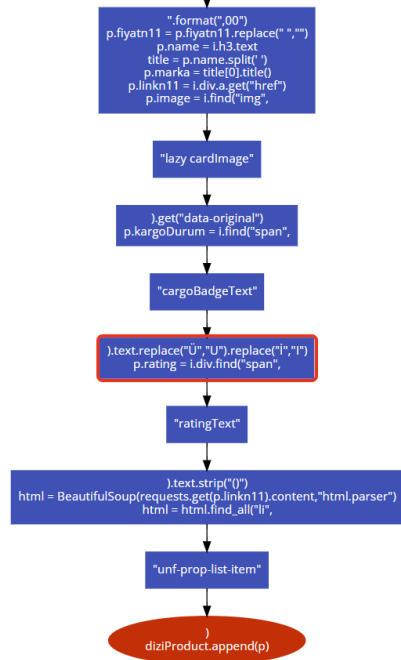 ".format(",00")
p.fiyatn11 = p.fiyatn11.replace(" ","")
p.name = i.h3.text
title = p.name.split(' ')
p.marka = title[0].title()
p.linkn11 = i.div.a.get("href")
p.image = i.find("img",
"lazy cardImage"
).get("data-original")
p.kargoDurum = i.find("span",
"cargoBadgeText"
).text.replace("Ü","U").replace("İ","I")
p.rating = i.div.find("span",
"ratingText"
).text.strip("()")
html = BeautifulSoup(requests.get(p.linkn11).content,"html.parser")
html = html.find_all("li",
"unf-prop-list-item"
)
diziProduct.append(p)